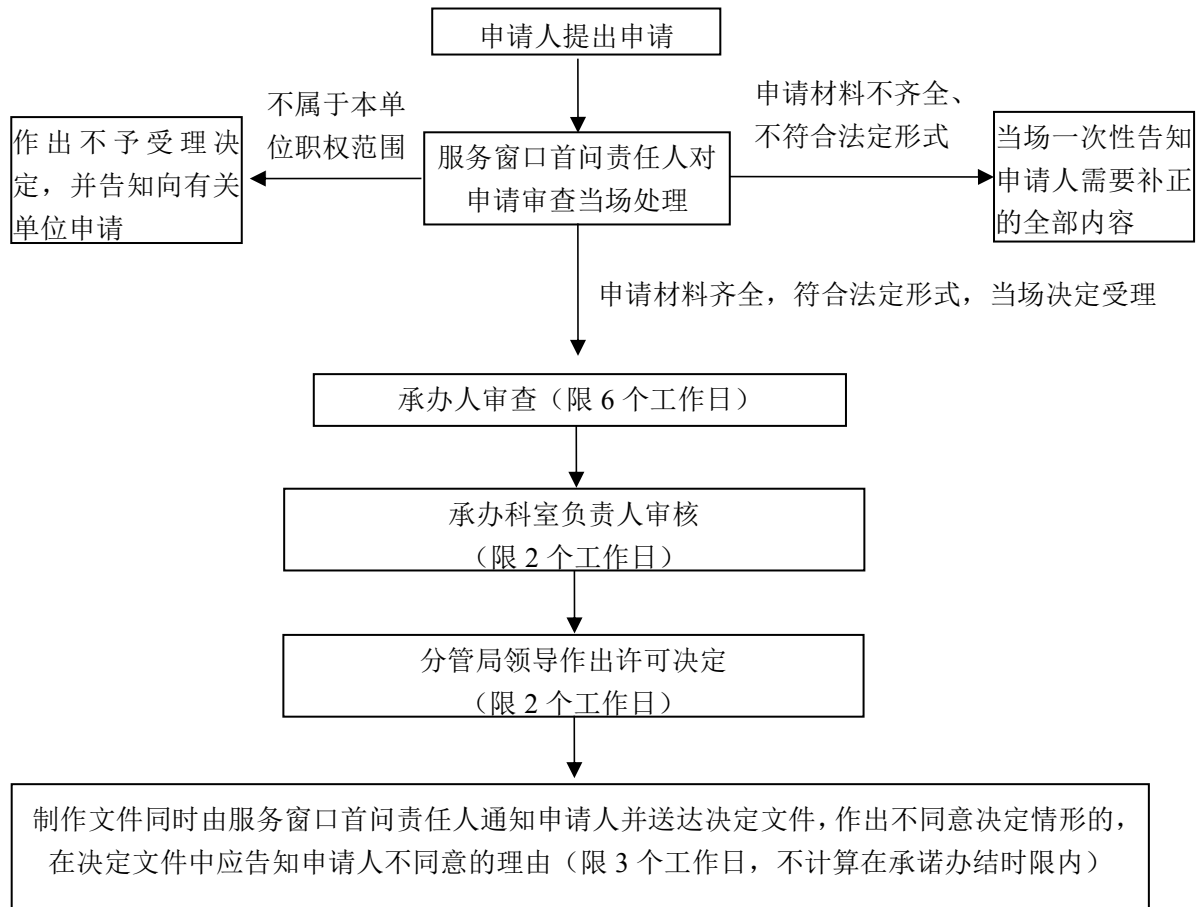 申请人提出申请
不属于本单
位职权范围
申请材料不齐全、
不符合法定形式
作出不予受理决
定，并告知向有关
单位申请
服务窗口首问责任人对
申请审查当场处理
当场一次性告知
申请人需要补正
的全部内容
申请材料齐全，符合法定形式，当场决定受理
承办人审查（限 6 个工作日）
承办科室负责人审核
（限 2 个工作日）
分管局领导作出许可决定
（限 2 个工作日）
制作文件同时由服务窗口首问责任人通知申请人并送达决定文件，作出不同意决定情形的，
在决定文件中应告知申请人不同意的理由（限 3 个工作日，不计算在承诺办结时限内）